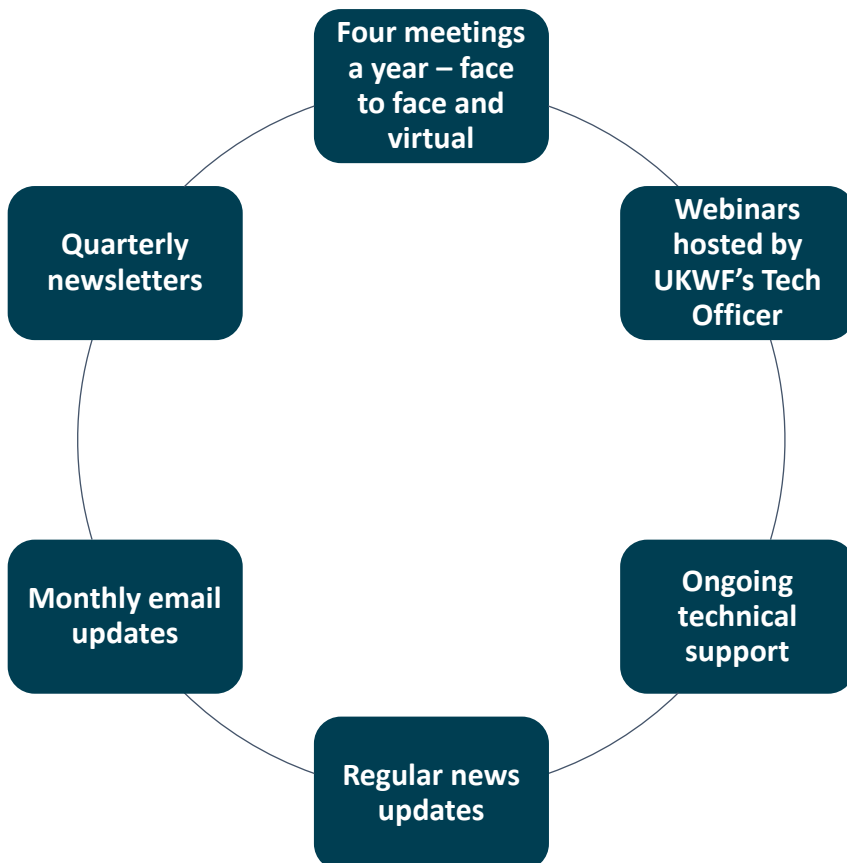 Four meetings
a year – face
to face and
virtual
Webinars
hosted by
UKWF’s Tech
Officer
Ongoing
technical
support
Regular news
updates
Monthly email
updates
Quarterly
newsletters